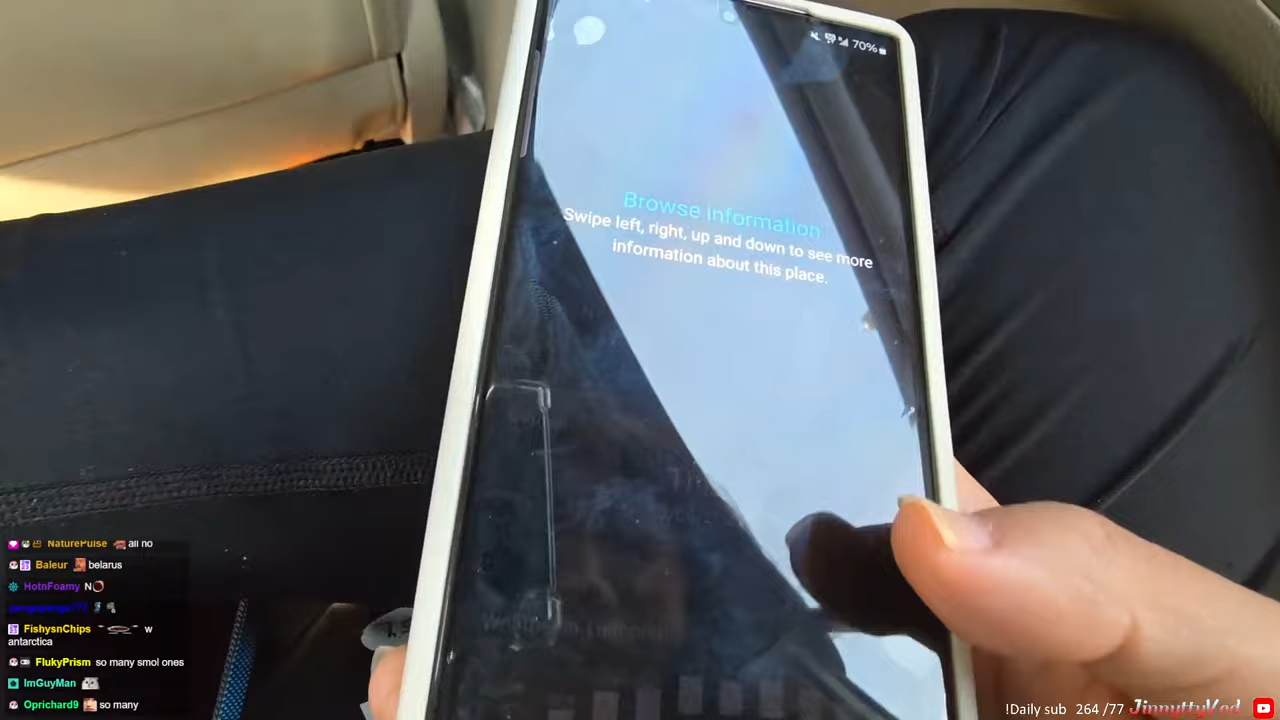 70%
Browse information
Swipe left, right, up and down to see more
information about this place.
NaturePulse all no
Baleur belarus
HotnFoamy N
FishysnChips w
antarctica
FlukyPrism so many smol ones
ImGuyMan
Oprichard9 so many
!Daily sub 264 /77 JinnyttyVod